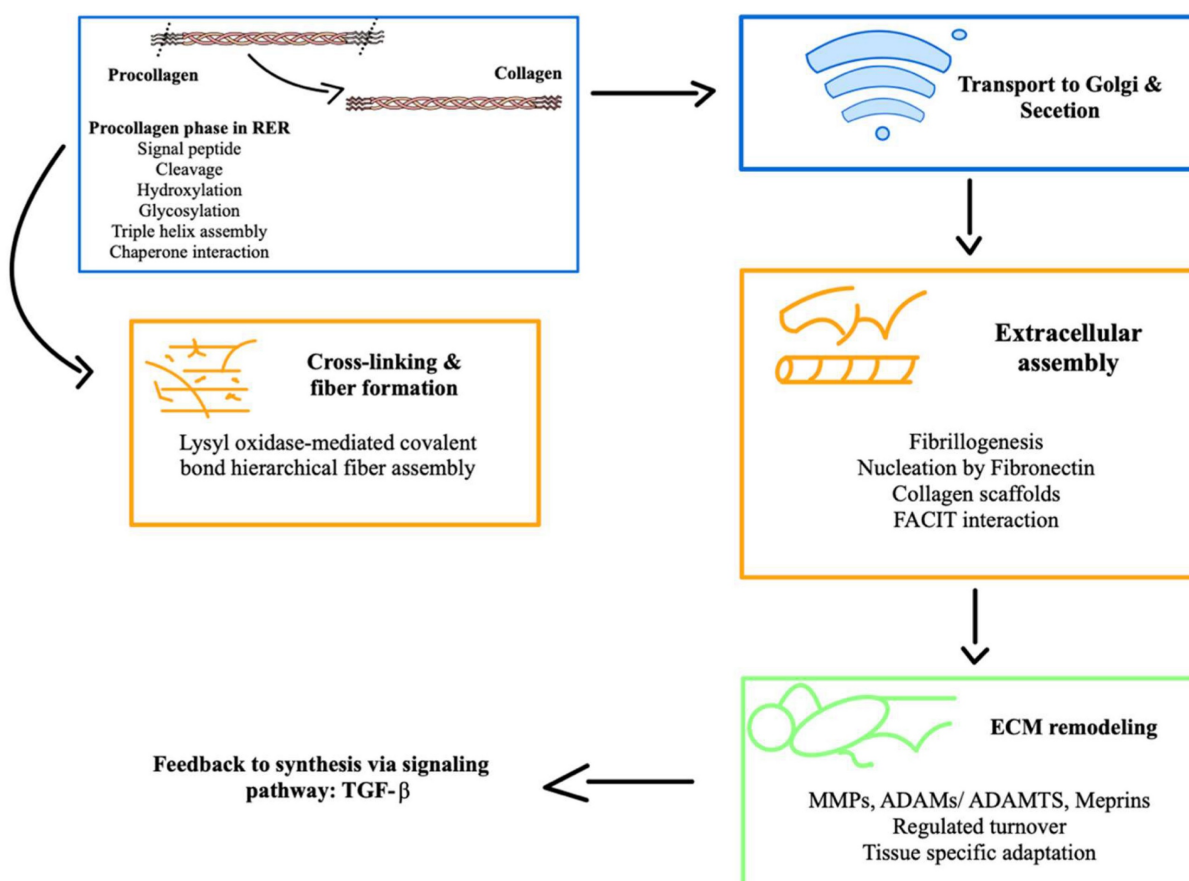 Procollagen
Collagen
Procollagen phase in RER
Signal peptide
Cleavage
Hydroxylation
Glycosylation
Triple helix assembly
Chaperone interaction
Transport to Golgi &
Secetion
Cross-linking &
fiber formation
Lysyl oxidase-mediated covalent
bond hierarchical fiber assembly
Extracellular
assembly
Fibrillogenesis
Nucleation by Fibronectin
Collagen scaffolds
FACIT interaction
ECM remodeling
MMPs, ADAMs/ ADAMTS, Meprins
Regulated turnover
Tissue specific adaptation
Feedback to synthesis via signaling
pathway: TGF-β